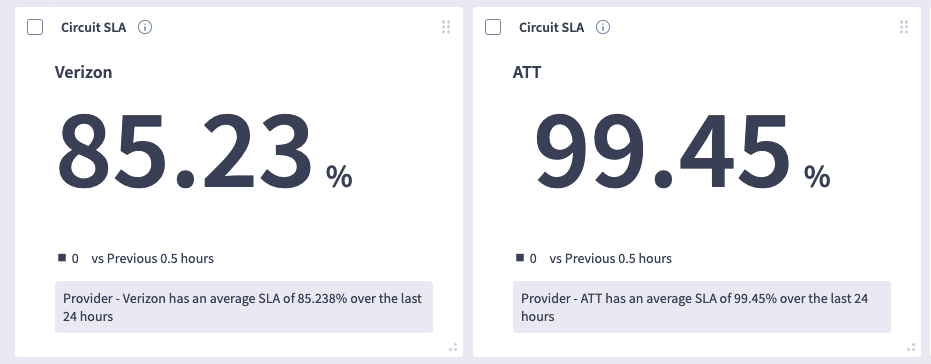 Circuit SLA
Verizon
85.23 %
0 vs Previous 0.5 hours
Provider - Verizon has an average SLA of 85.238% over the last
24 hours
Circuit SLA
ATT
99.45 %
0 vs Previous 0.5 hours
Provider - ATT has an average SLA of 99.45% over the last 24
hours